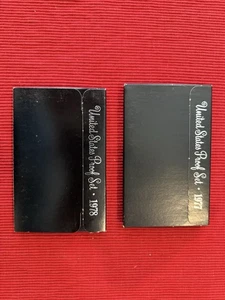 United States Proof Set • 1978
United States Proof Set • 1977